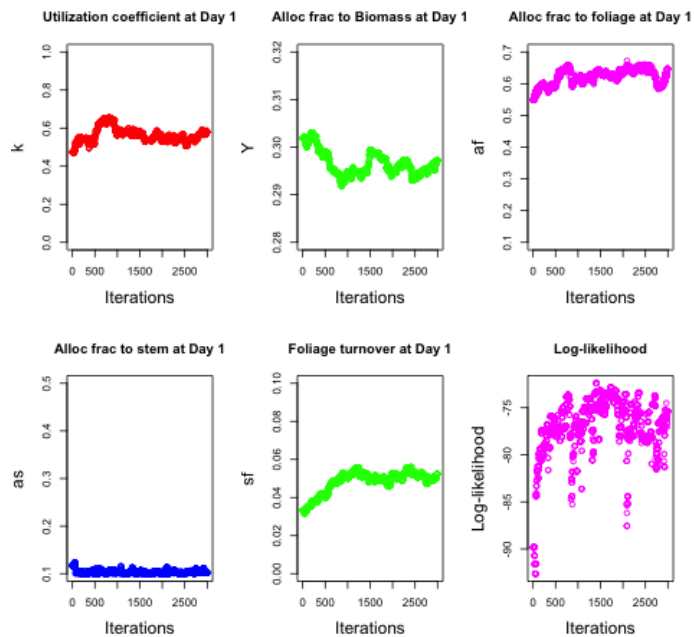 Utilization coefficient at Day 1
Alloc frac to Biomass at Day 1
Alloc frac to foliage at Day 1
k
0.0 0.2 0.4 0.6 0.8 1.0
0 500 1500 2500
Iterations
Y
0.28 0.29 0.30 0.31 0.32
0 500 1500 2500
Iterations
af
0.1 0.2 0.3 0.4 0.5 0.6 0.7
0 500 1500 2500
Iterations
Alloc frac to stem at Day 1
Foliage turnover at Day 1
Log-likelihood
as
0.1 0.2 0.3 0.4 0.5
0 500 1500 2500
Iterations
sf
0.00 0.02 0.04 0.06 0.08 0.10
0 500 1500 2500
Iterations
Log-likelihood
-90 -85 -80 -75
0 500 1500 2500
Iterations